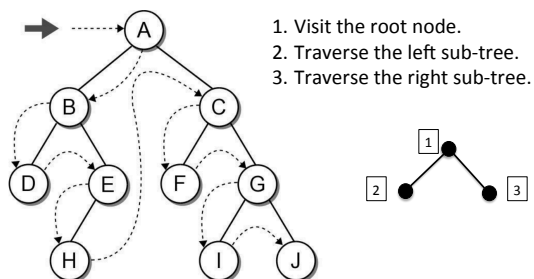 A
1. Visit the root node.
2. Traverse the left sub-tree.
3. Traverse the right sub-tree.
B
C
1
D
E
F
G
2
3
H
I
J